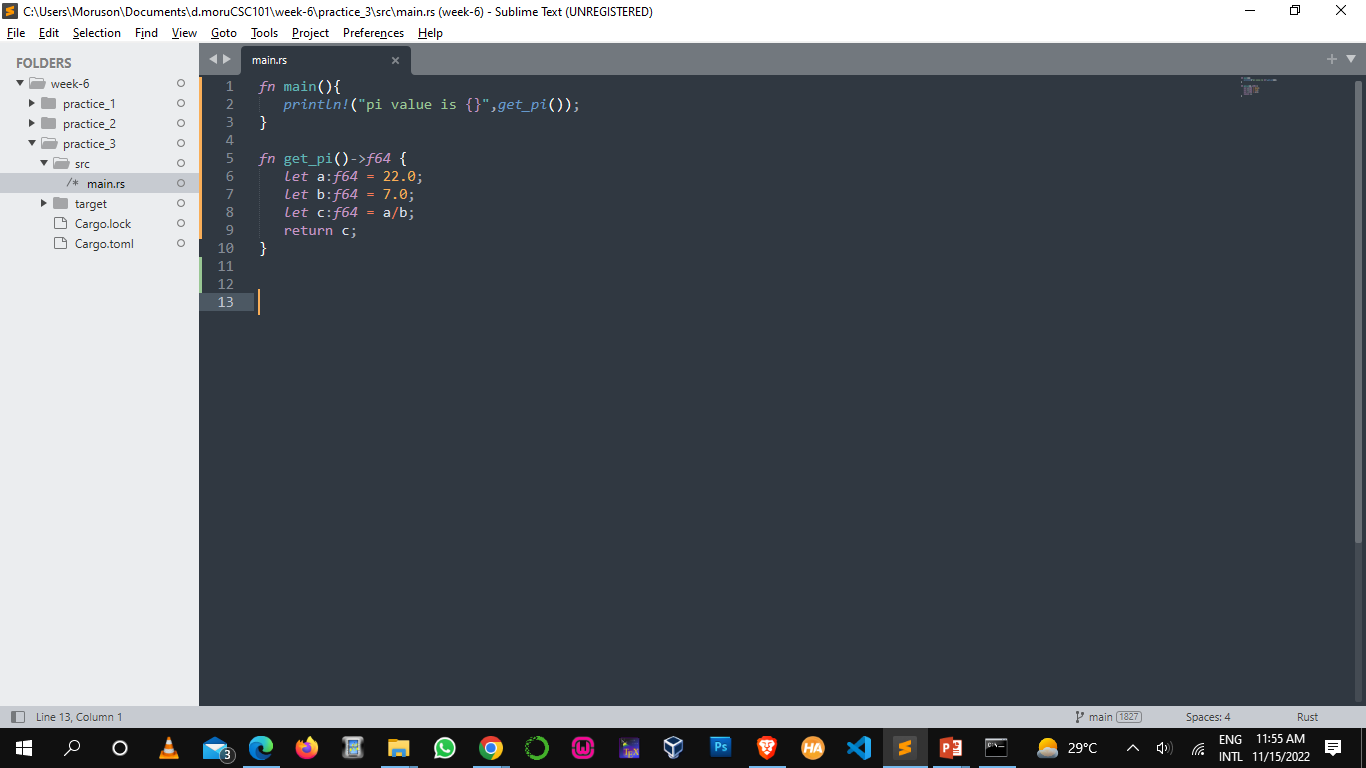 C:\Users\Moruson\Documents\d.moruCSC101\week-6\practice_3\src\main.rs (week-6) - Sublime Text (UNREGISTERED)
File Edit Selection Find View Goto Tools Project Preferences Help
FOLDERS
week-6
practice_1
practice_2
practice_3
src
/* main.rs
target
Cargo.lock
Cargo.toml
main.rs
1 fn main(){
2 println!("pi value is {}",get_pi());
3 }
4
5 fn get_pi()->f64 {
6 let a:f64 = 22.0;
7 let b:f64 = 7.0;
8 let c:f64 = a/b;
9 return c;
10 }
11
12
13
Line 13, Column 1 main 1827 Spaces: 4 Rust
3 Ps HA 29°C ENG 11:55 AM
INTL 11/15/2022